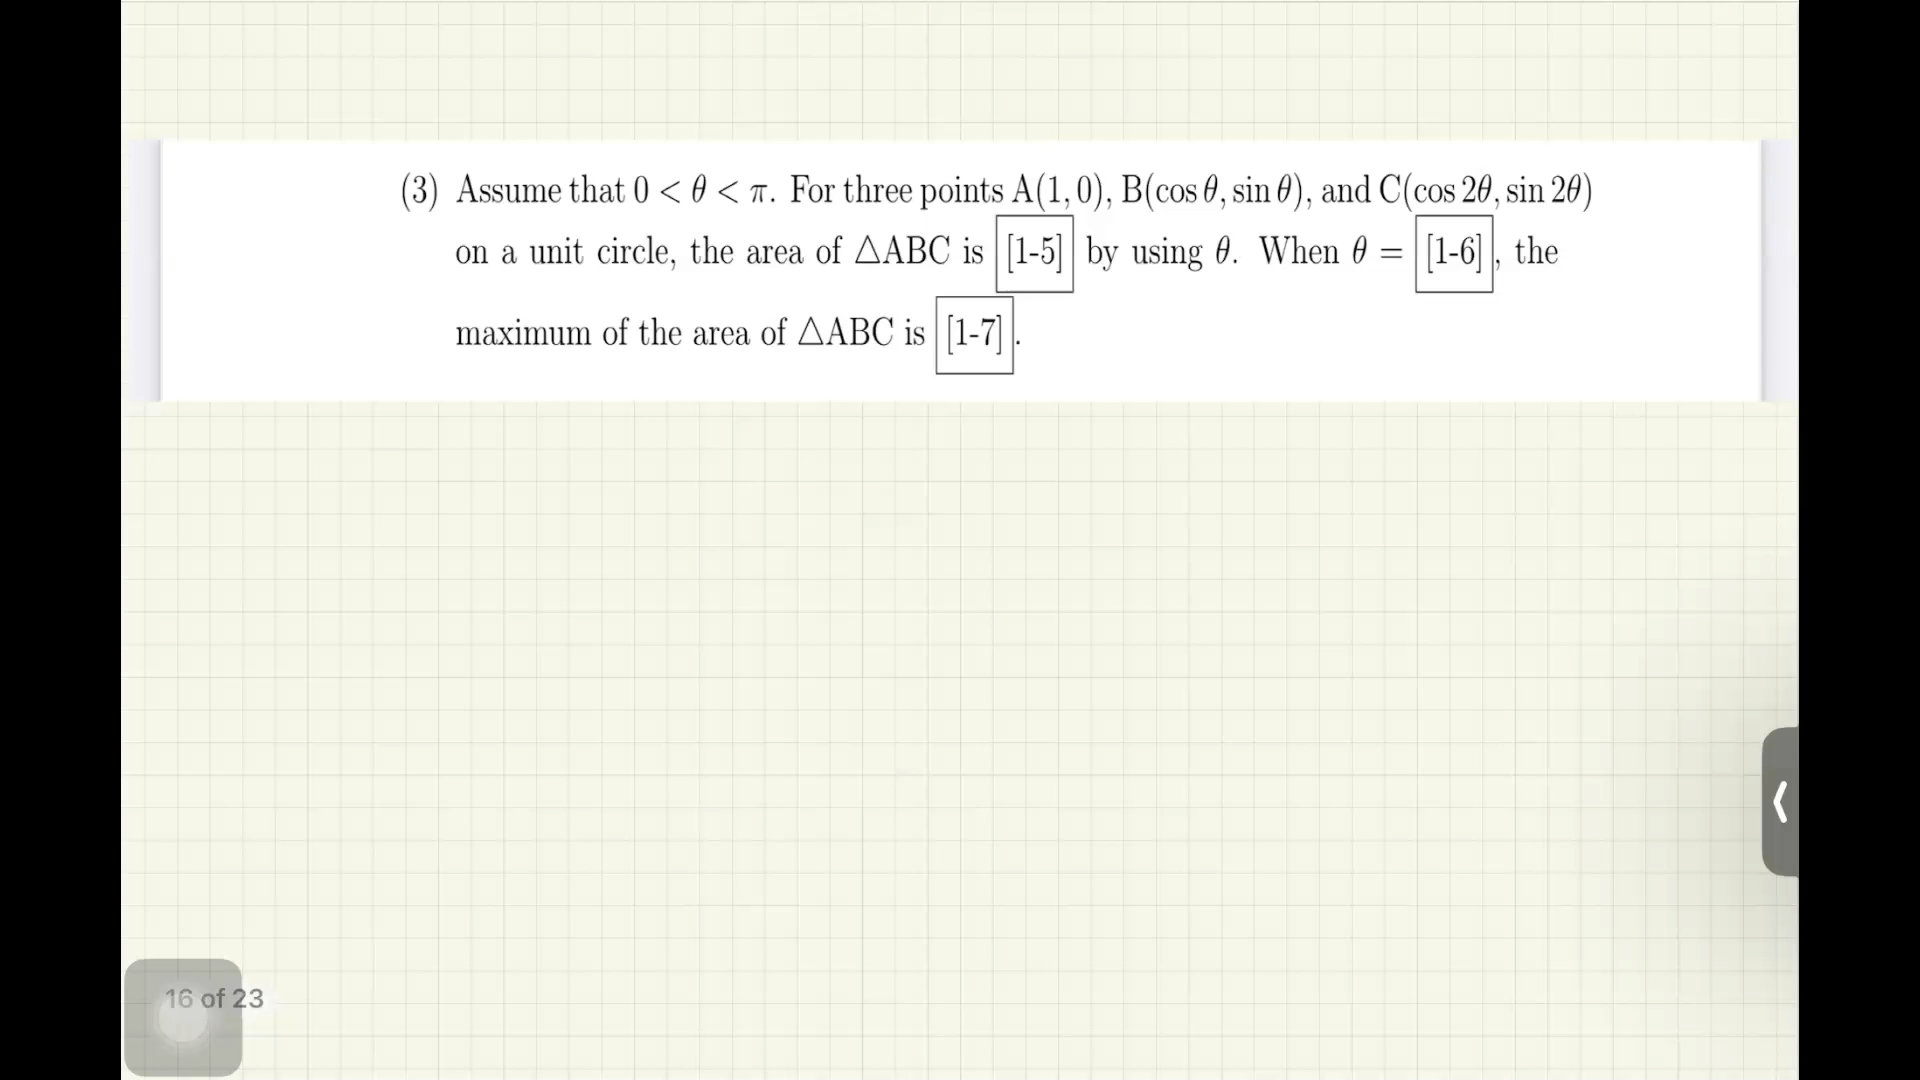 (3) Assume that 0 < θ < π. For three points A(1, 0), B(cos θ, sin θ), and C(cos 2θ, sin 2θ)
on a unit circle, the area of △ABC is [1-5] by using θ. When θ = [1-6], the
maximum of the area of △ABC is [1-7].
16 of 23